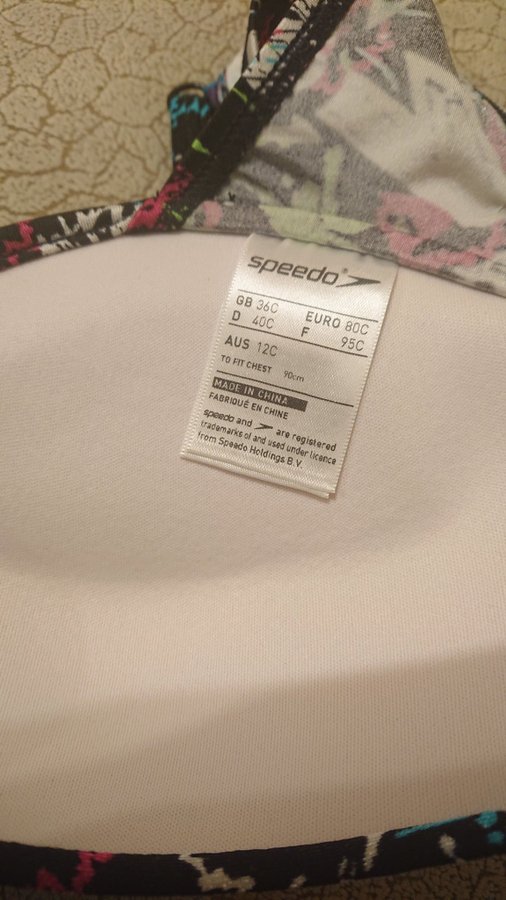 speedo
GB 36C EURO 80C
D 40C F 95C
AUS 12C
TO FIT CHEST 90cm
MADE IN CHINA
FABRIQUÉ EN CHINE
speedo and are registered
trademarks of and used under licence
from Speedo Holdings B.V.